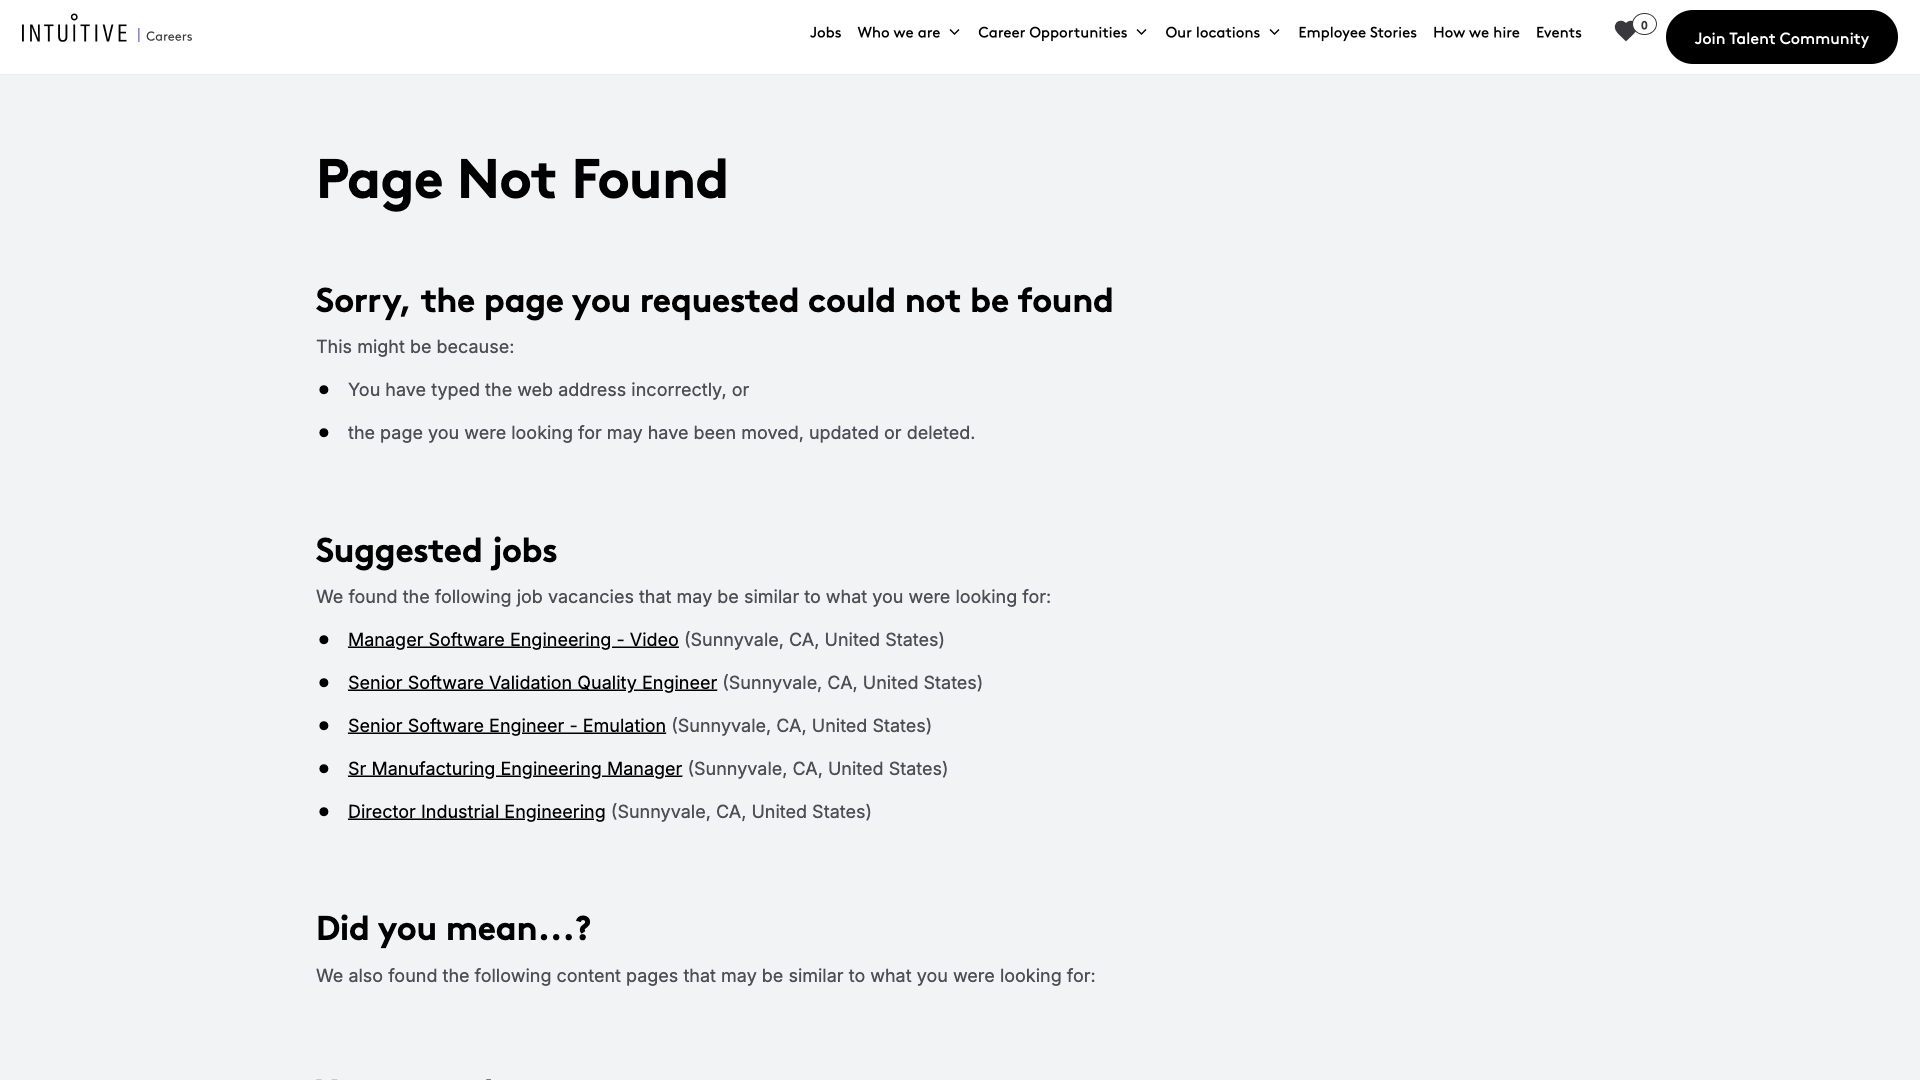 INTUITIVE | Careers
Jobs Who we are Career Opportunities Our locations Employee Stories How we hire Events 0 Join Talent Community
Page Not Found
Sorry, the page you requested could not be found
This might be because:
● You have typed the web address incorrectly, or
● the page you were looking for may have been moved, updated or deleted.
Suggested jobs
We found the following job vacancies that may be similar to what you were looking for:
● Manager Software Engineering - Video (Sunnyvale, CA, United States)
● Senior Software Validation Quality Engineer (Sunnyvale, CA, United States)
● Senior Software Engineer - Emulation (Sunnyvale, CA, United States)
● Sr Manufacturing Engineering Manager (Sunnyvale, CA, United States)
● Director Industrial Engineering (Sunnyvale, CA, United States)
Did you mean...?
We also found the following content pages that may be similar to what you were looking for: